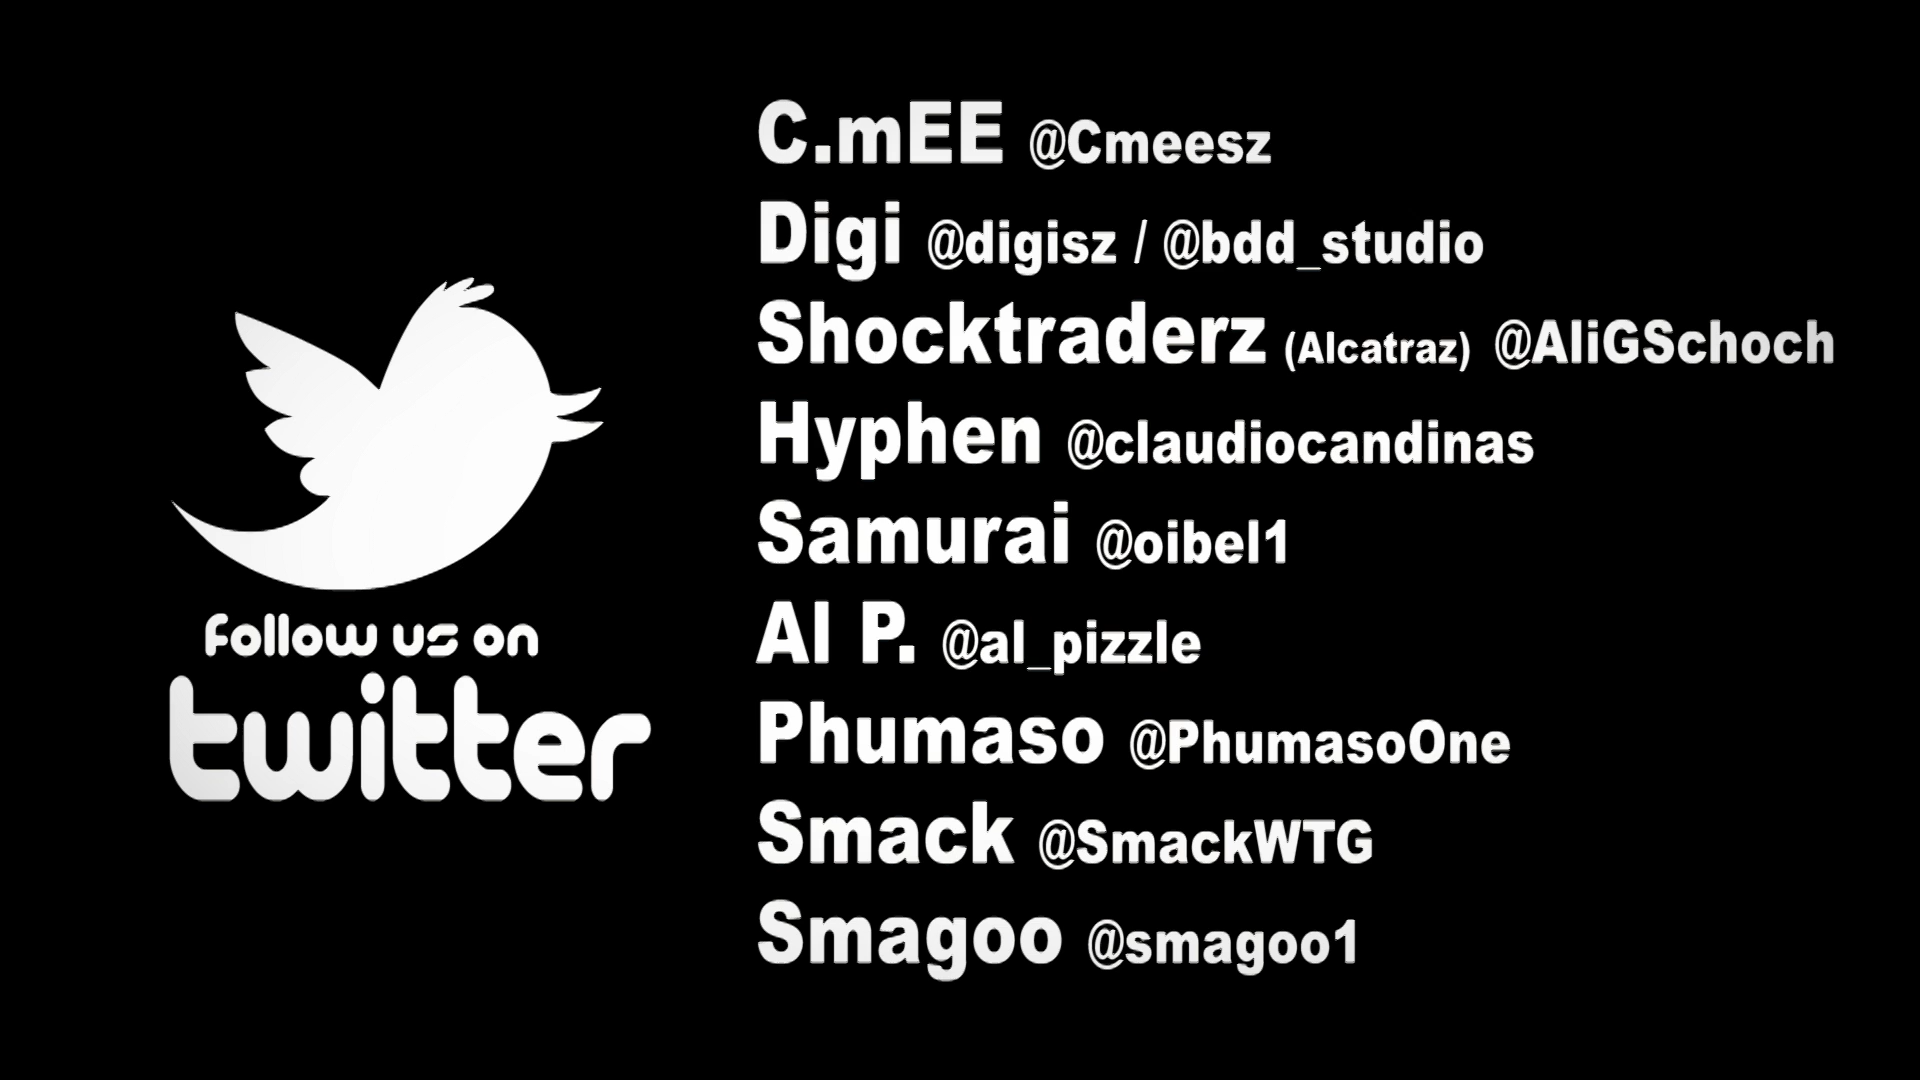 Follow us on
twitter
C.mEE @Cmeesz
Digi @digisz / @bdd_studio
Shocktraderz (Alcatraz) @AliGSchoch
Hyphen @claudiocandinas
Samurai @oibel1
Al P. @al_pizzle
Phumaso @PhumasoOne
Smack @SmackWTG
Smagoo @smagoo1